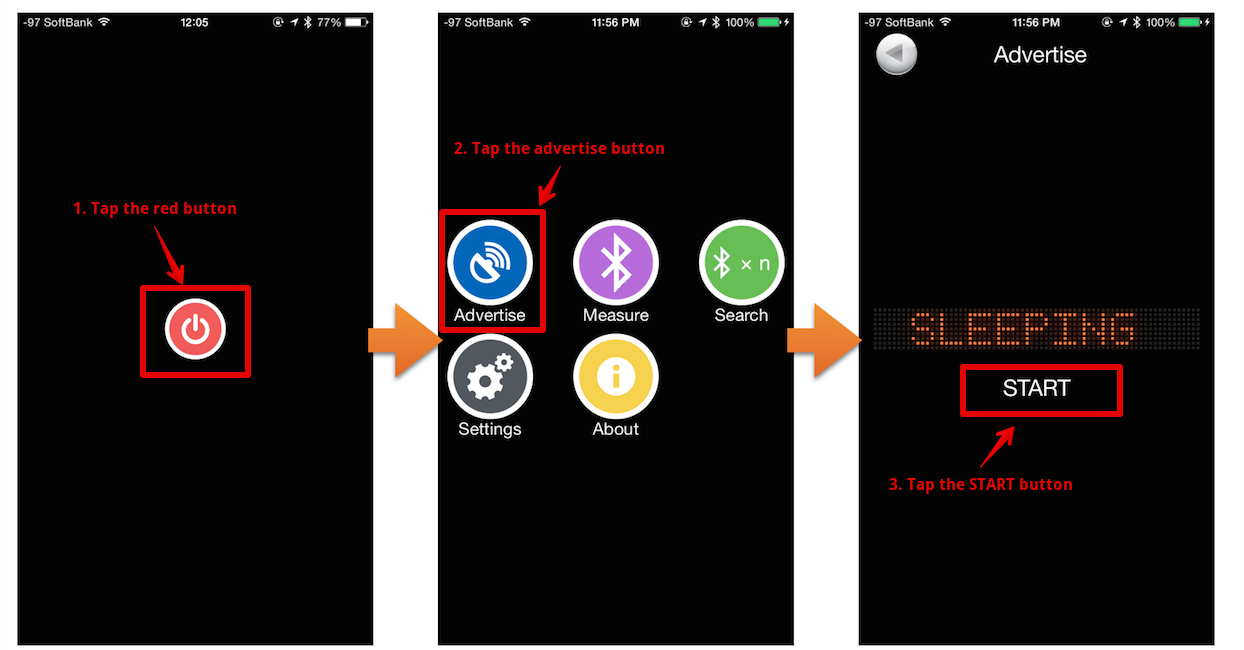 -97 SoftBank 12:05 77%
1. Tap the red button
-97 SoftBank 11:56 PM 100%
2. Tap the advertise button
× n
Advertise Measure Search
Settings About
-97 SoftBank 11:56 PM 100%
Advertise
SLEEPING
START
3. Tap the START button